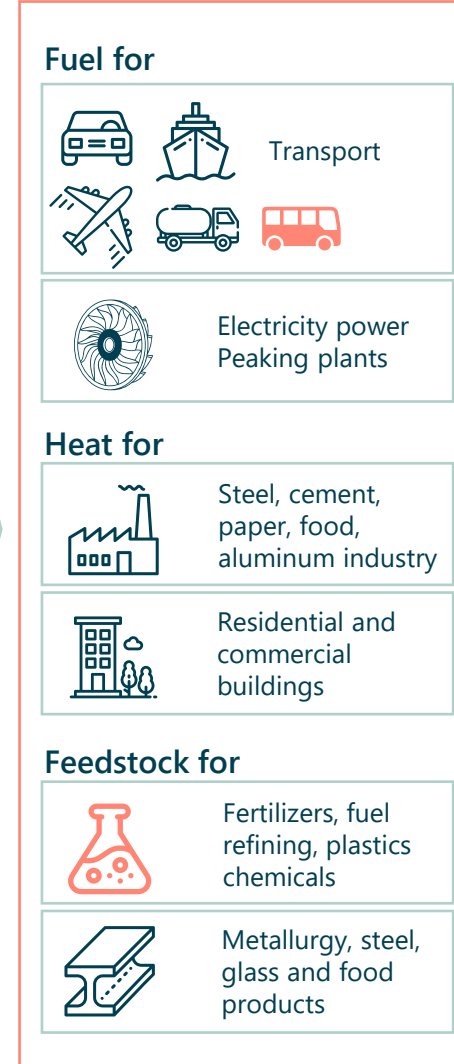 Fuel for
Transport
Electricity power
Peaking plants
Heat for
Steel, cement,
paper, food,
aluminum industry
Residential and
commercial
buildings
Feedstock for
Fertilizers, fuel
refining, plastics
chemicals
Metallurgy, steel,
glass and food
products